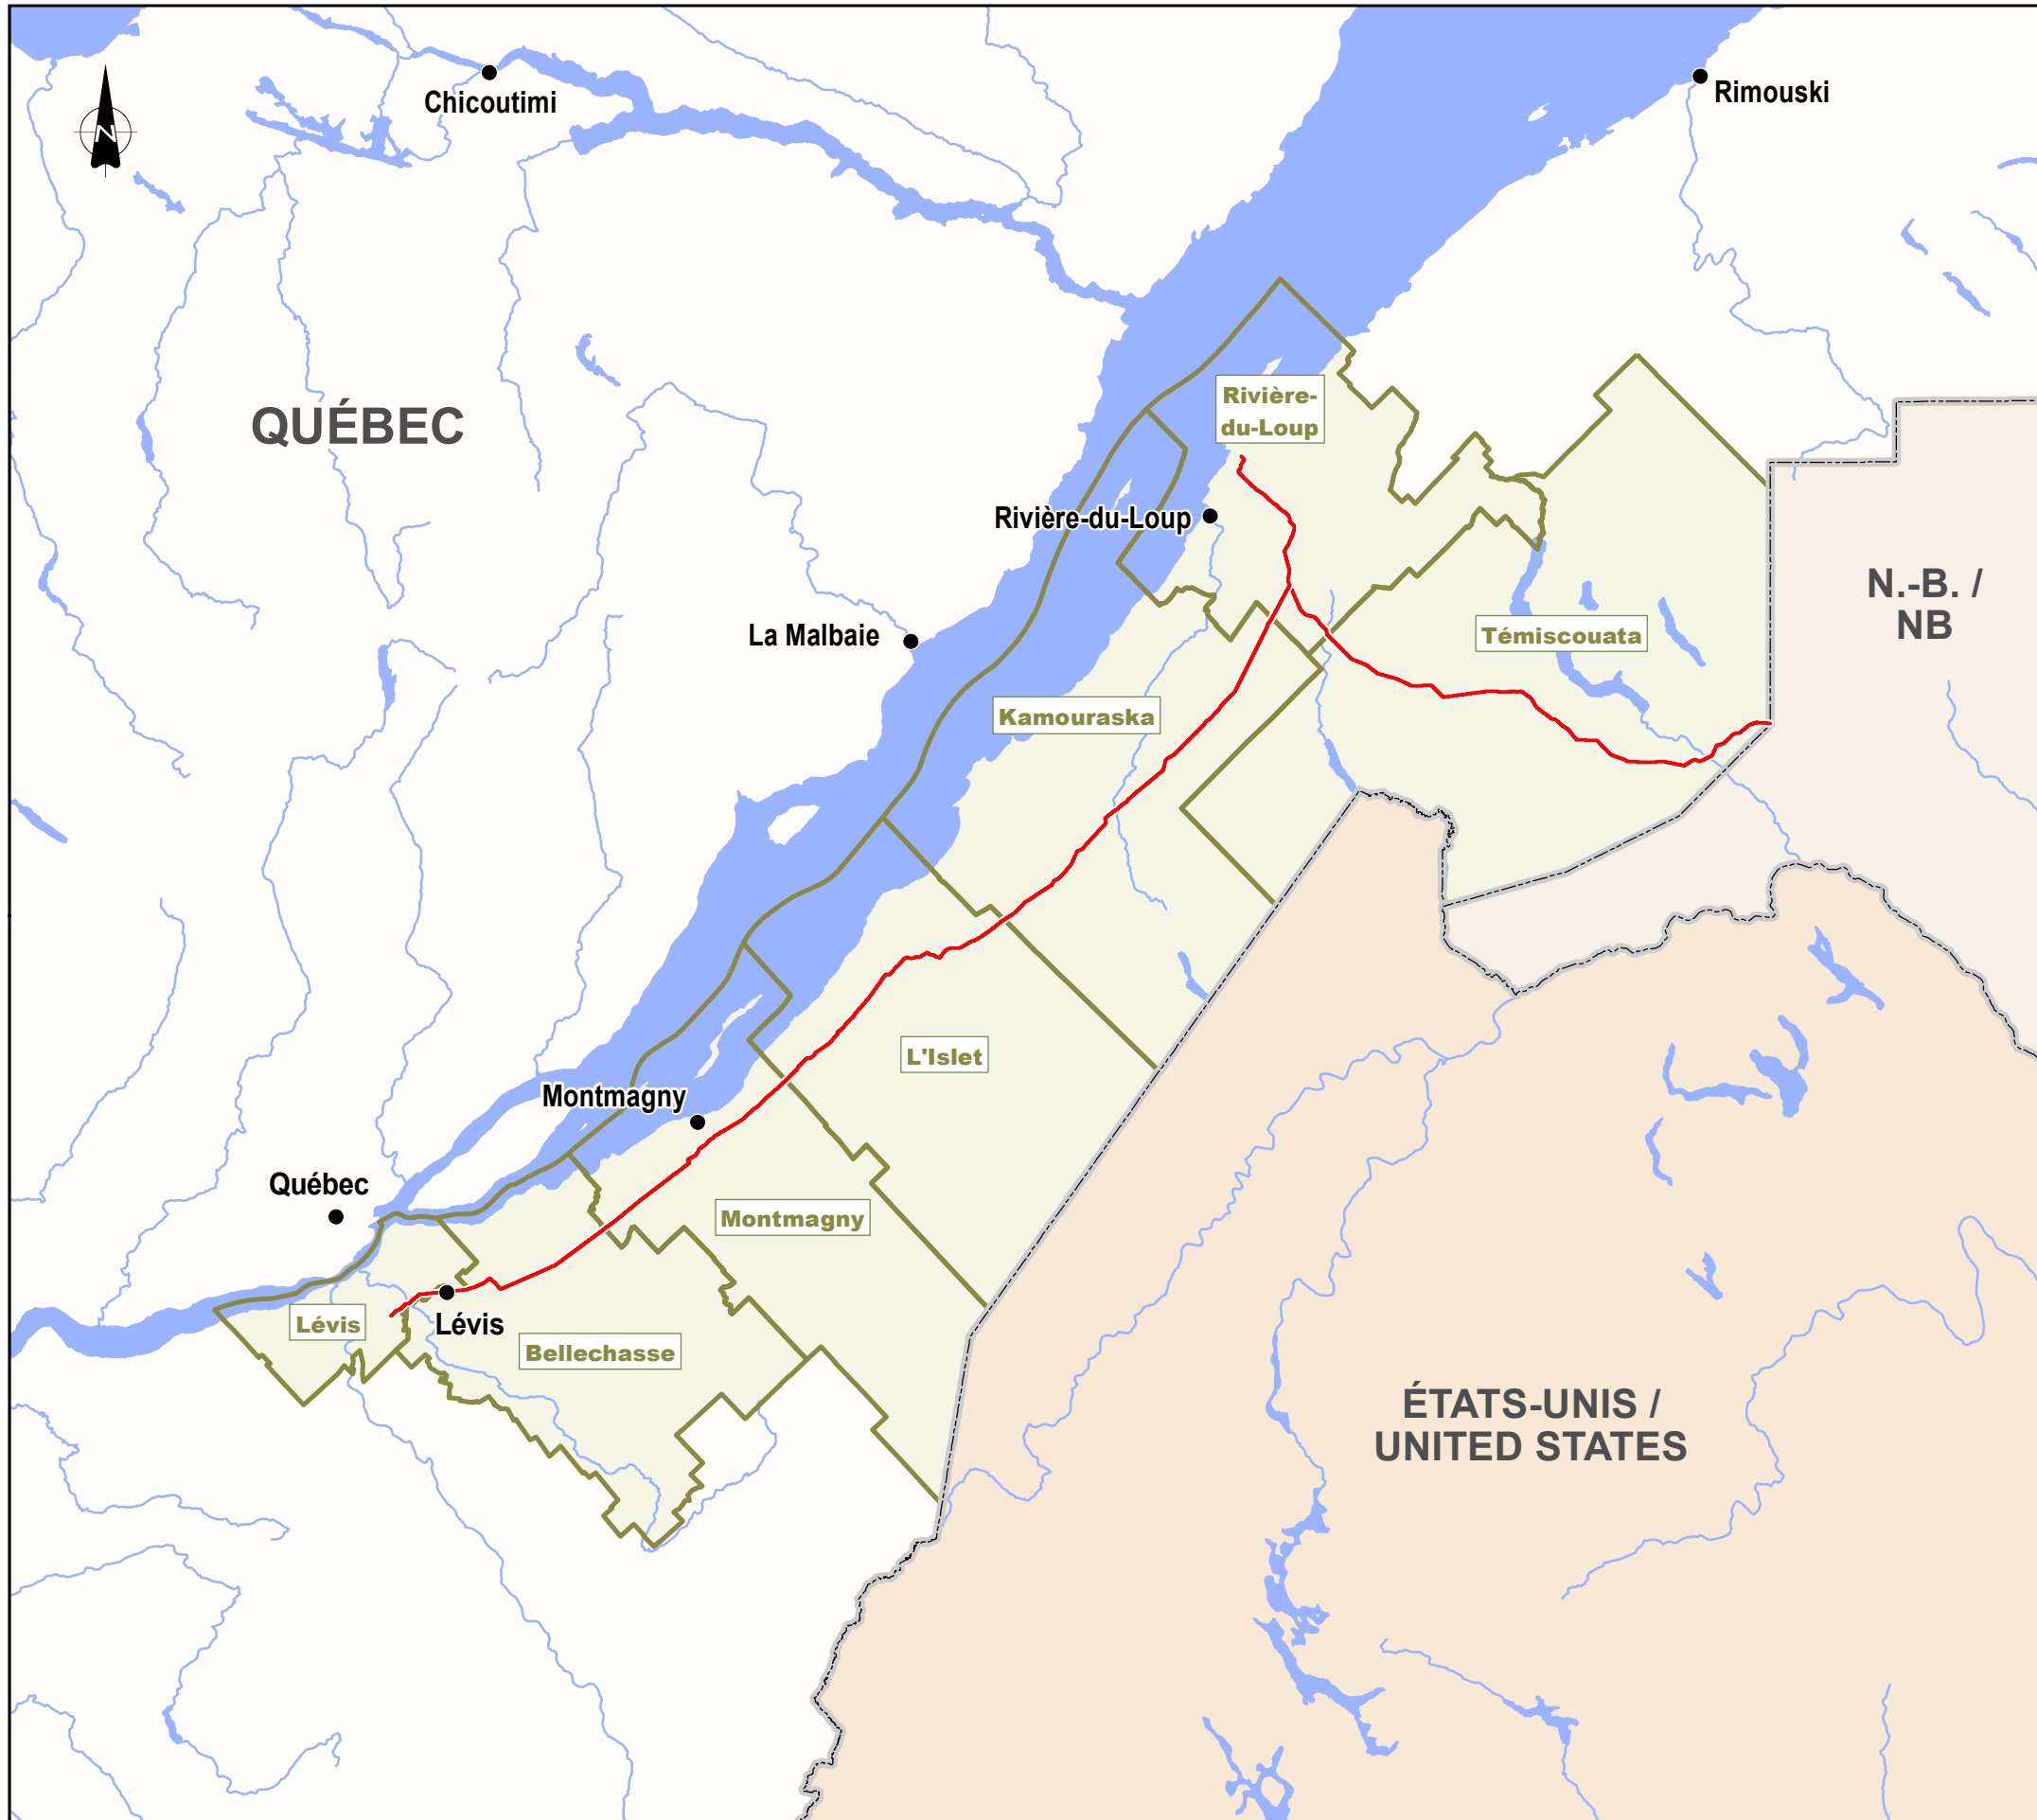 Chicoutimi
Rimouski
N
QUÉBEC
Rivière-
du-Loup
Rivière-du-Loup
N.-B. /
NB
La Malbaie
Témiscouata
Kamouraska
L'Islet
Montmagny
Québec
Montmagny
Lévis
Lévis
Bellechasse
ÉTATS-UNIS /
UNITED STATES